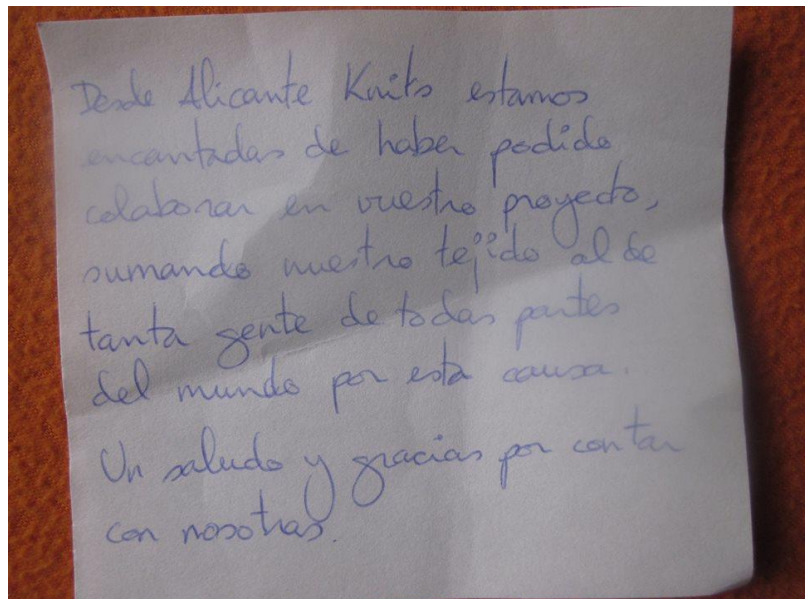 Desde Alicante Knits estamos
encantadas de haber podido
colaborar en vuestro proyecto,
sumando nuestro tejido al de
tanta gente de todas partes
del mundo por esta causa.
Un saludo y gracias por contar
con nosotras.